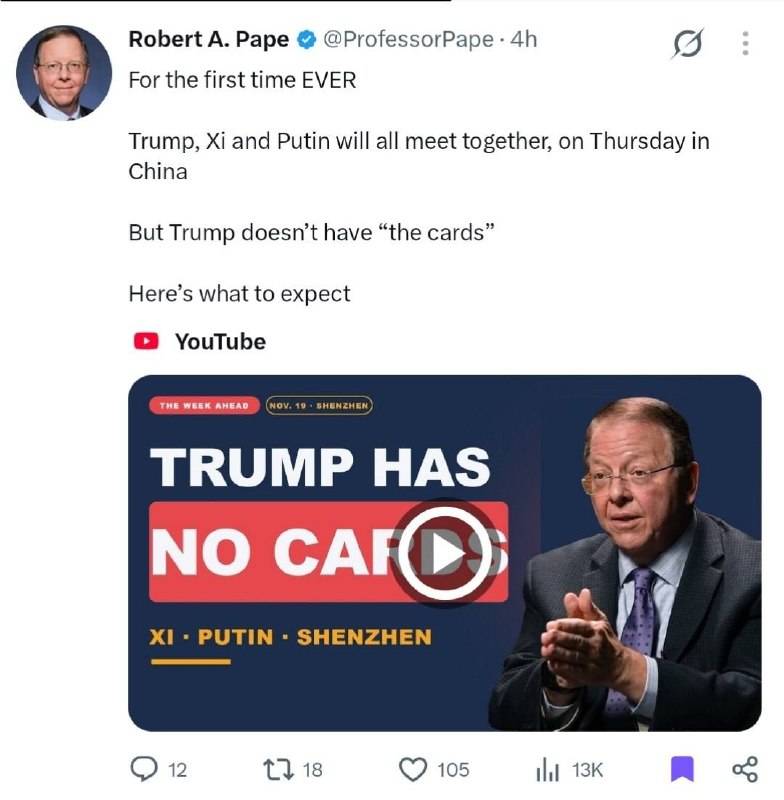 Robert A. Pape @ProfessorPape · 4h
For the first time EVER
Trump, Xi and Putin will all meet together, on Thursday in
China
But Trump doesn’t have “the cards”
Here’s what to expect
YouTube
THE WEEK AHEAD
NOV. 19 · SHENZHEN
TRUMP HAS
NO CARDS
XI · PUTIN · SHENZHEN
12 18 105 13K